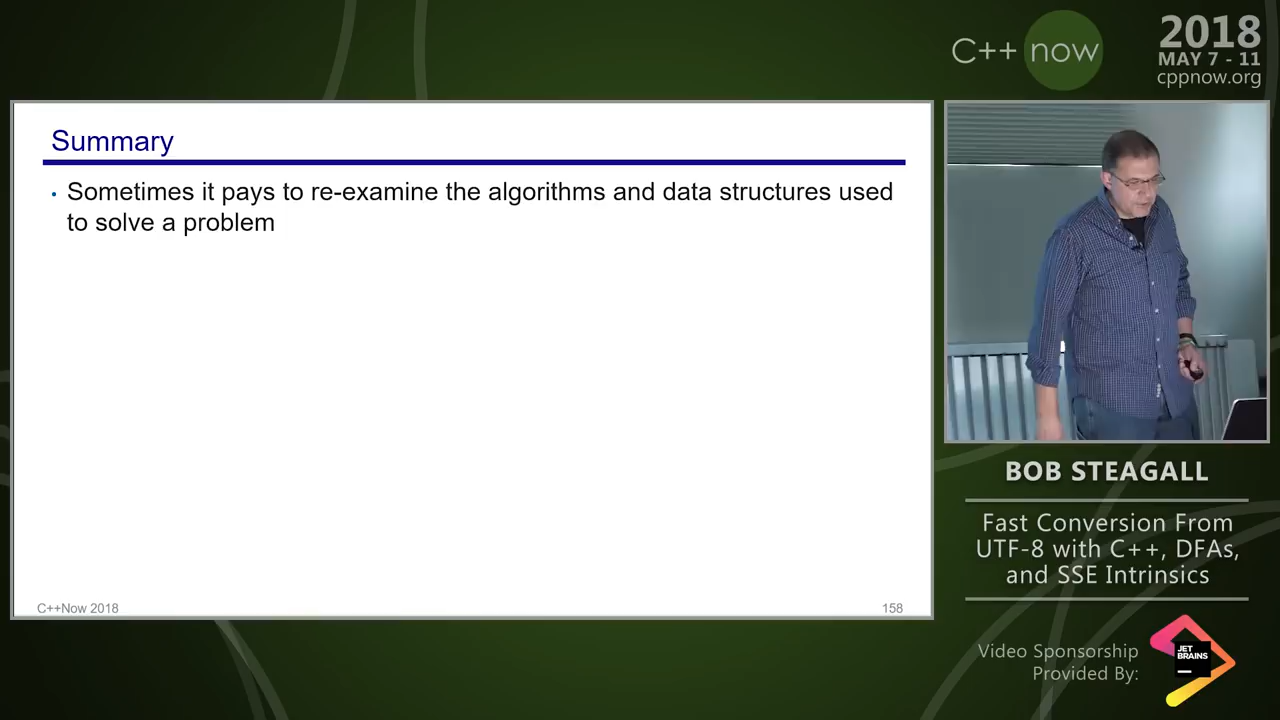 C++ now
2018
MAY 7 - 11
cppnow.org
Summary
• Sometimes it pays to re-examine the algorithms and data structures used
to solve a problem
C++Now 2018
158
BOB STEAGALL
Fast Conversion From
UTF-8 with C++, DFAs,
and SSE Intrinsics
Video Sponsorship
Provided By:
JET
BRAINS